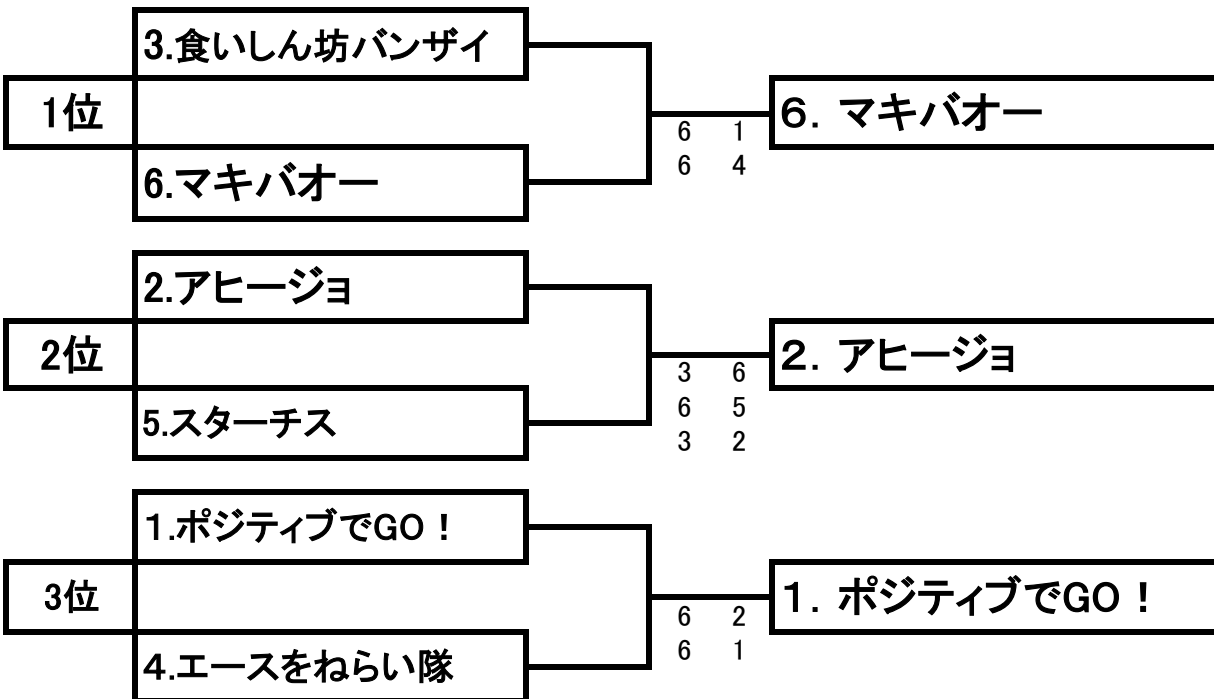 3.食いしん坊バンザイ
1位
6 1
6 4
6．マキバオー
6.マキバオー
2.アヒージョ
2位
3 6
6 5
3 2
2．アヒージョ
5.スターチス
1.ポジティブでGO！
3位
6 2
6 1
1．ポジティブでGO！
4.エースをねらい隊